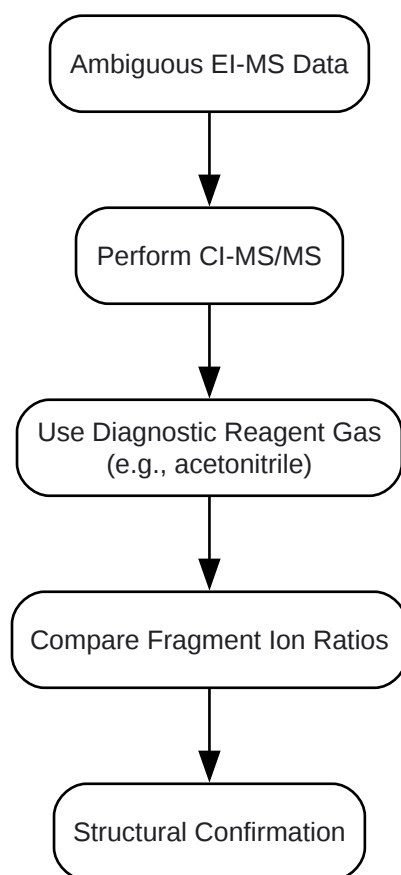 Ambiguous EI-MS Data
Perform CI-MS/MS
Use Diagnostic Reagent Gas
(e.g., acetonitrile)
Compare Fragment Ion Ratios
Structural Confirmation